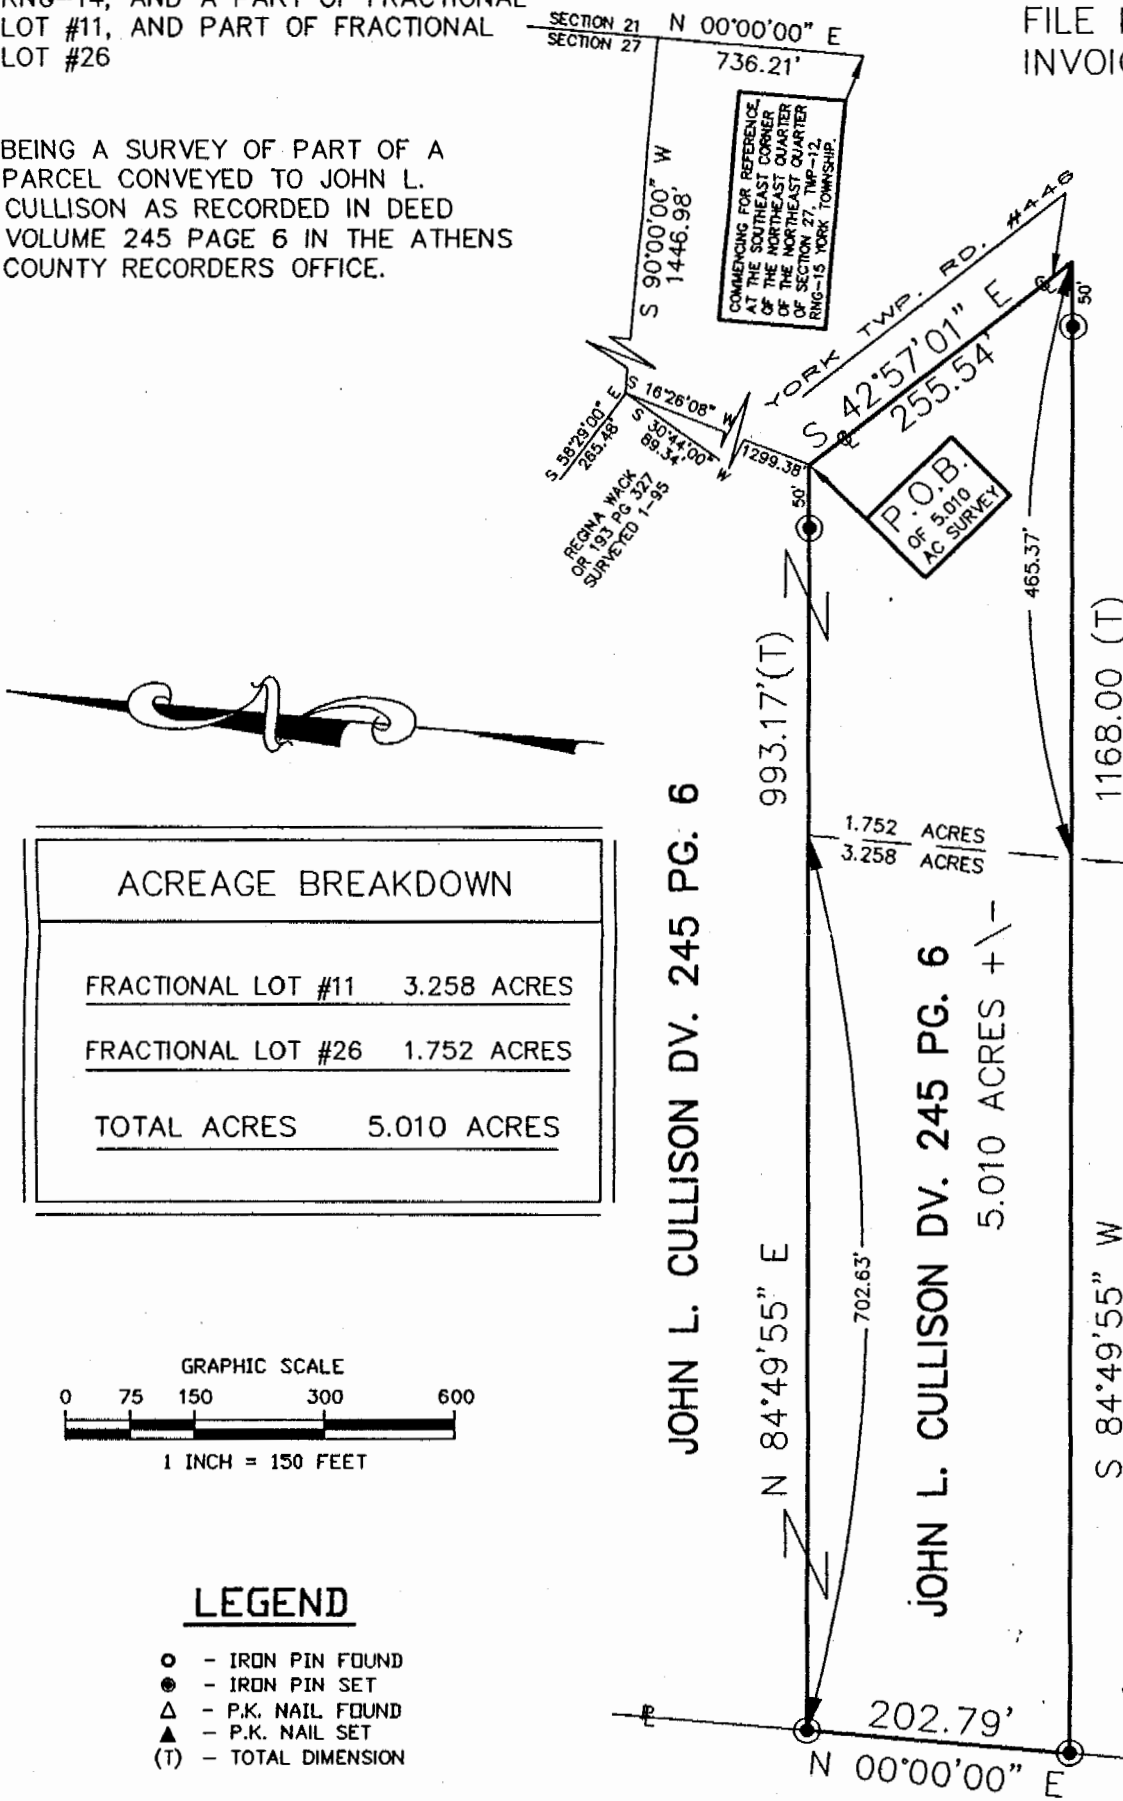 RNG-14, AND A PART OF FRACTIONAL
LOT #11, AND PART OF FRACTIONAL
LOT #26
BEING A SURVEY OF PART OF A
PARCEL CONVEYED TO JOHN L.
CULLISON AS RECORDED IN DEED
VOLUME 245 PAGE 6 IN THE ATHENS
COUNTY RECORDERS OFFICE.
SECTION 21
SECTION 27
N 00°00'00" E
736.21'
FILE
INVOI
S 90°00'00" W
1446.98'
COMMENCING FOR REFERENCE,
AT THE SOUTHEAST CORNER
OF THE NORTHEAST QUARTER
OF THE NORTHEAST QUARTER
OF SECTION 27, TWP-12,
RNG-15 YORK TOWNSHIP.
YORK TWP. RD. #446
S 42°57'01" E
255.54'
50'
S 16°26'08" W
1299.38'
S 58°29'00" E
265.48'
S 30°44'00" W
89.34'
REGINA WACK
OR 193 PG 327
SURVEYED 1-95
50'
P.O.B.
OF 5.010
AC SURVEY
465.37'
993.17'(T)
1168.00 (T)
1.752 ACRES
3.258 ACRES
ACREAGE BREAKDOWN
FRACTIONAL LOT #11 3.258 ACRES
FRACTIONAL LOT #26 1.752 ACRES
TOTAL ACRES 5.010 ACRES
JOHN L. CULLISON DV. 245 PG. 6
N 84°49'55" E
702.63'
JOHN L. CULLISON DV. 245 PG. 6
5.010 ACRES +\-
S 84°49'55" W
GRAPHIC SCALE
0 75 150 300 600
1 INCH = 150 FEET
LEGEND
- IRON PIN FOUND
- IRON PIN SET
- P.K. NAIL FOUND
- P.K. NAIL SET
(T) - TOTAL DIMENSION
202.79'
N 00°00'00" E